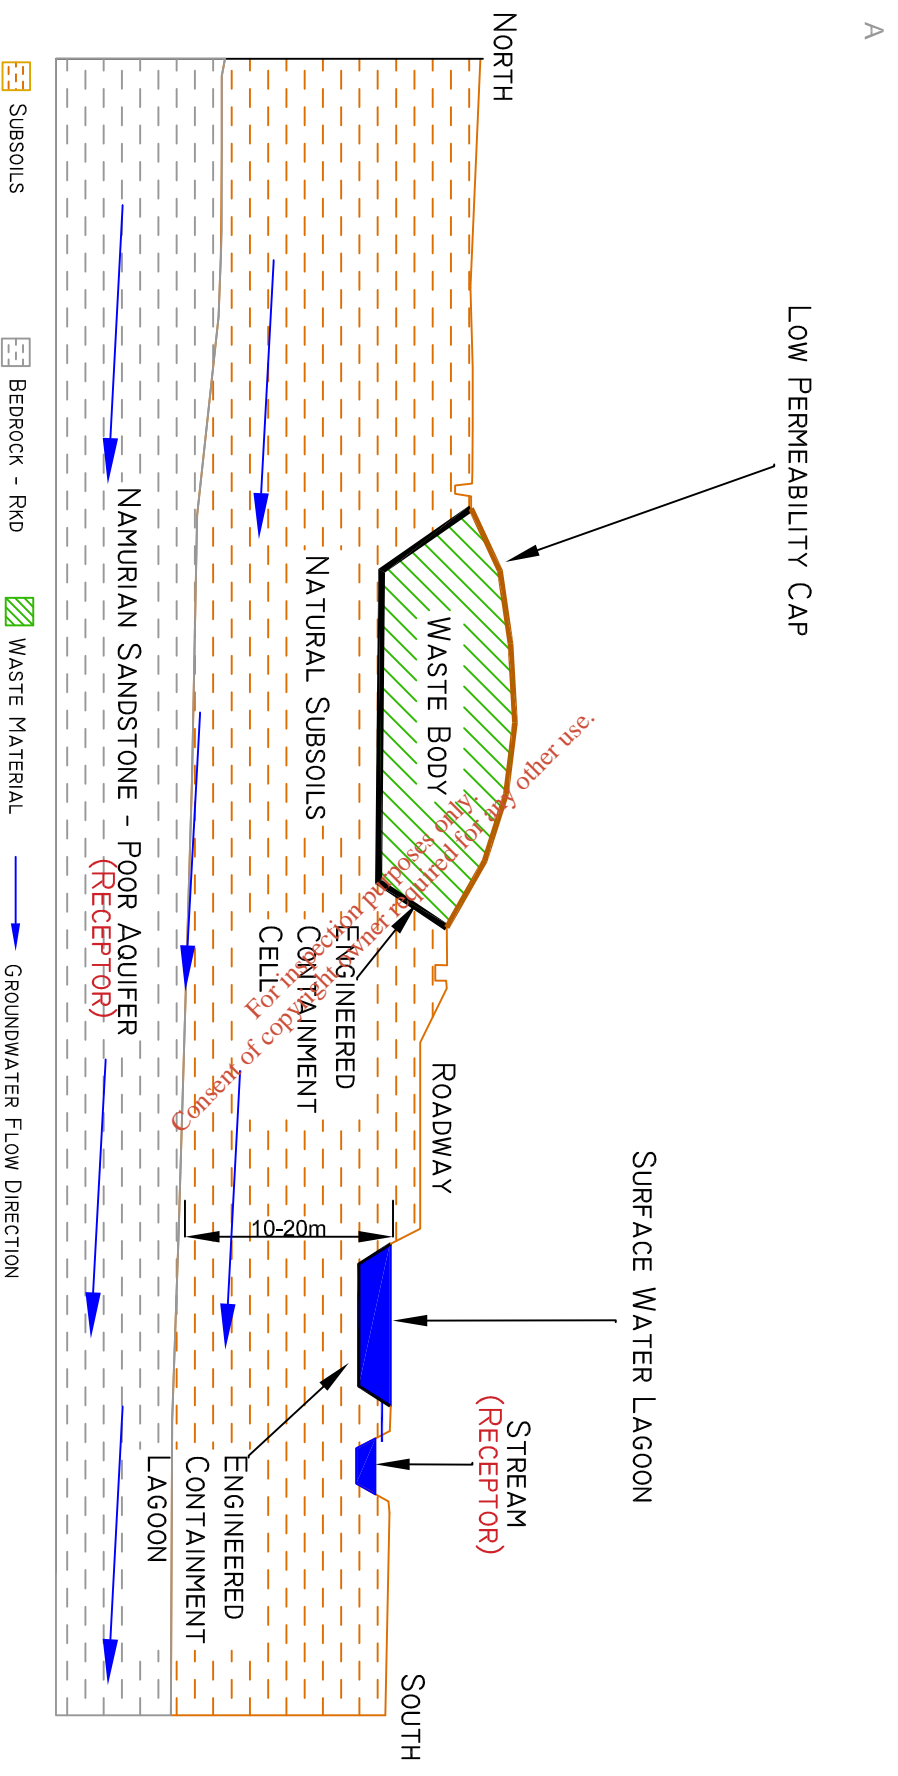 A
NORTH
LOW PERMEABILITY CAP
SURFACE WATER LAGOON
STREAM
(RECEPTOR)
SOUTH
ROADWAY
WASTE BODY
NATURAL SUBSOILS
ENGINEERED
CONTAINMENT
CELL
10-20m
ENGINEERED
CONTAINMENT
LAGOON
NAMURIAN SANDSTONE - POOR AQUIFER
(RECEPTOR)
SUBSOILS
BEDROCK - RKD
WASTE MATERIAL
GROUNDWATER FLOW DIRECTION
For inspection purposes only.
Consent of copyright owner required for any other use.